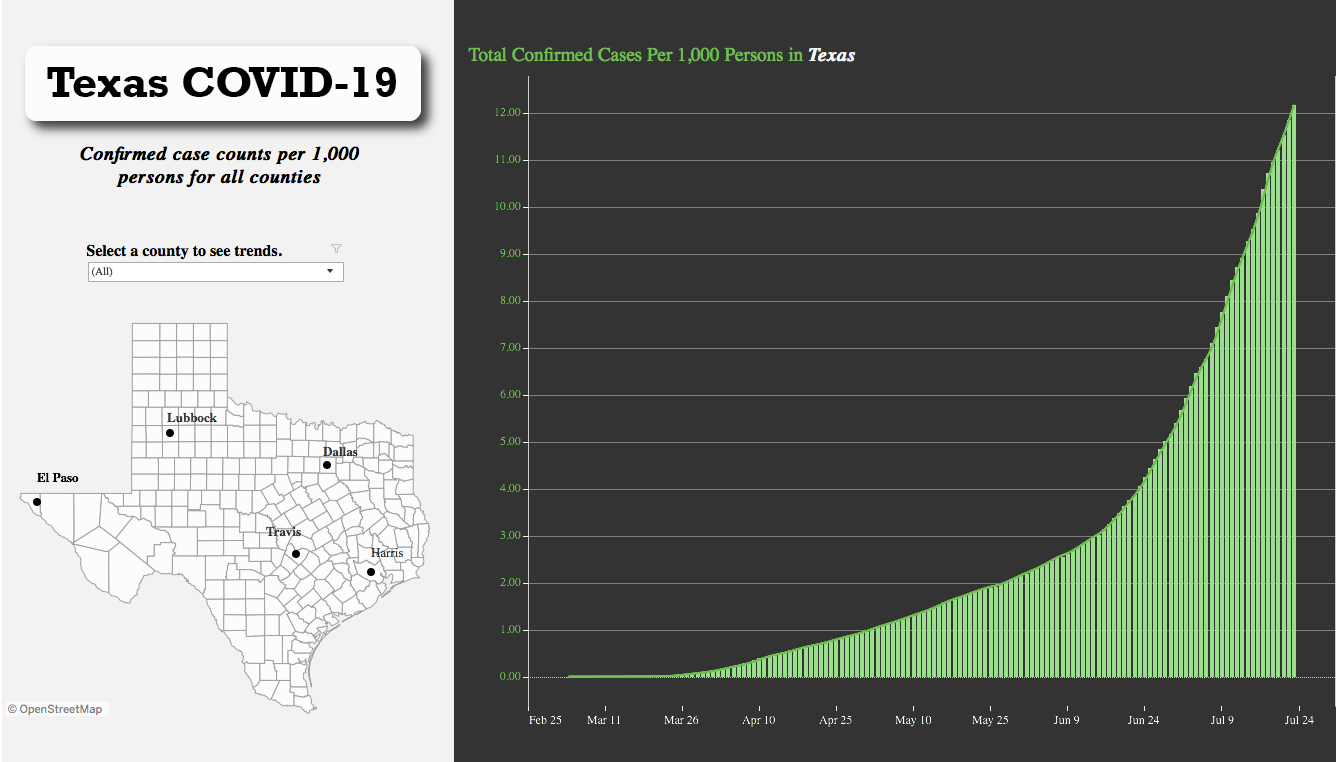 Texas COVID-19
Confirmed case counts per 1,000
persons for all counties
Select a county to see trends.
(All)
Lubbock
Dallas
El Paso
Travis
Harris
© OpenStreetMap
Total Confirmed Cases Per 1,000 Persons in Texas
12.00
11.00
10.00
9.00
8.00
7.00
6.00
5.00
4.00
3.00
2.00
1.00
0.00
Feb 25 Mar 11 Mar 26 Apr 10 Apr 25 May 10 May 25 Jun 9 Jun 24 Jul 9 Jul 24